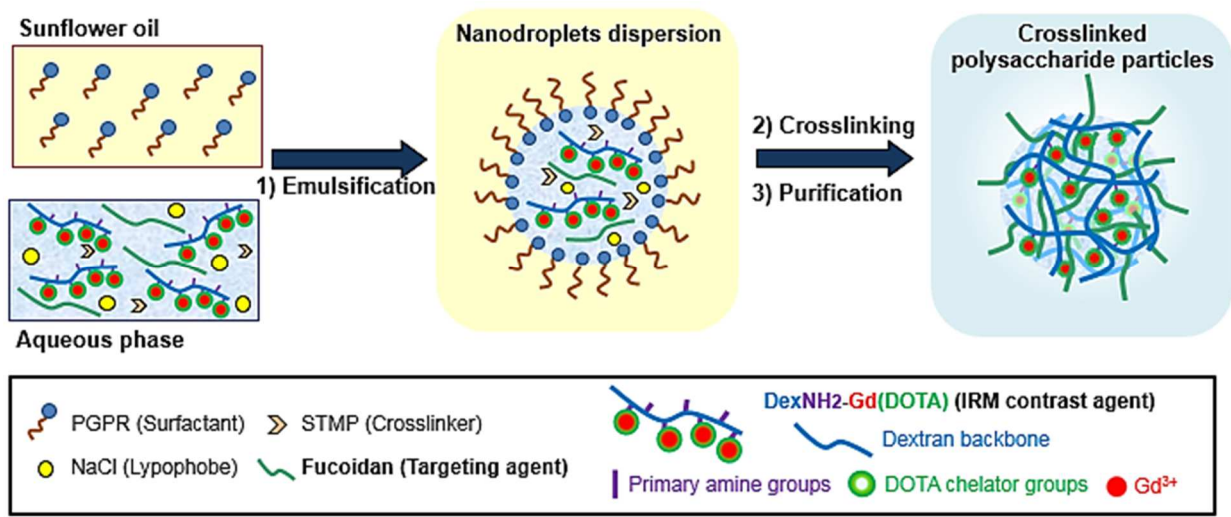 Sunflower oil
Aqueous phase
1) Emulsification
Nanodroplets dispersion
2) Crosslinking
3) Purification
Crosslinked
polysaccharide particles
PGPR (Surfactant)
STMP (Crosslinker)
NaCl (Lypophobe)
Fucoidan (Targeting agent)
DexNH2-Gd(DOTA) (IRM contrast agent)
Dextran backbone
Primary amine groups
DOTA chelator groups
Gd³⁺